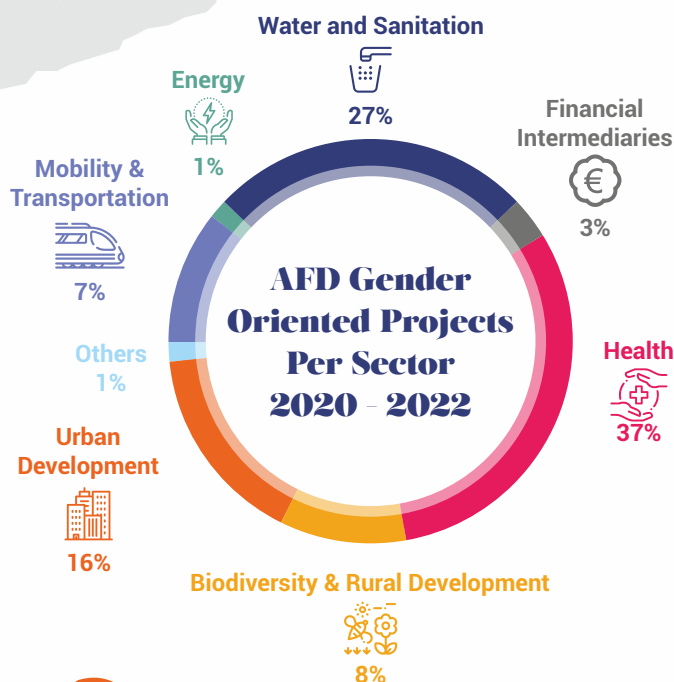 Water and Sanitation
27%
Energy
1%
Financial
Intermediaries
€
3%
Mobility &
Transportation
7%
AFD Gender
Oriented Projects
Per Sector
2020 - 2022
Others
1%
Health
37%
Urban
Development
16%
Biodiversity & Rural Development
8%